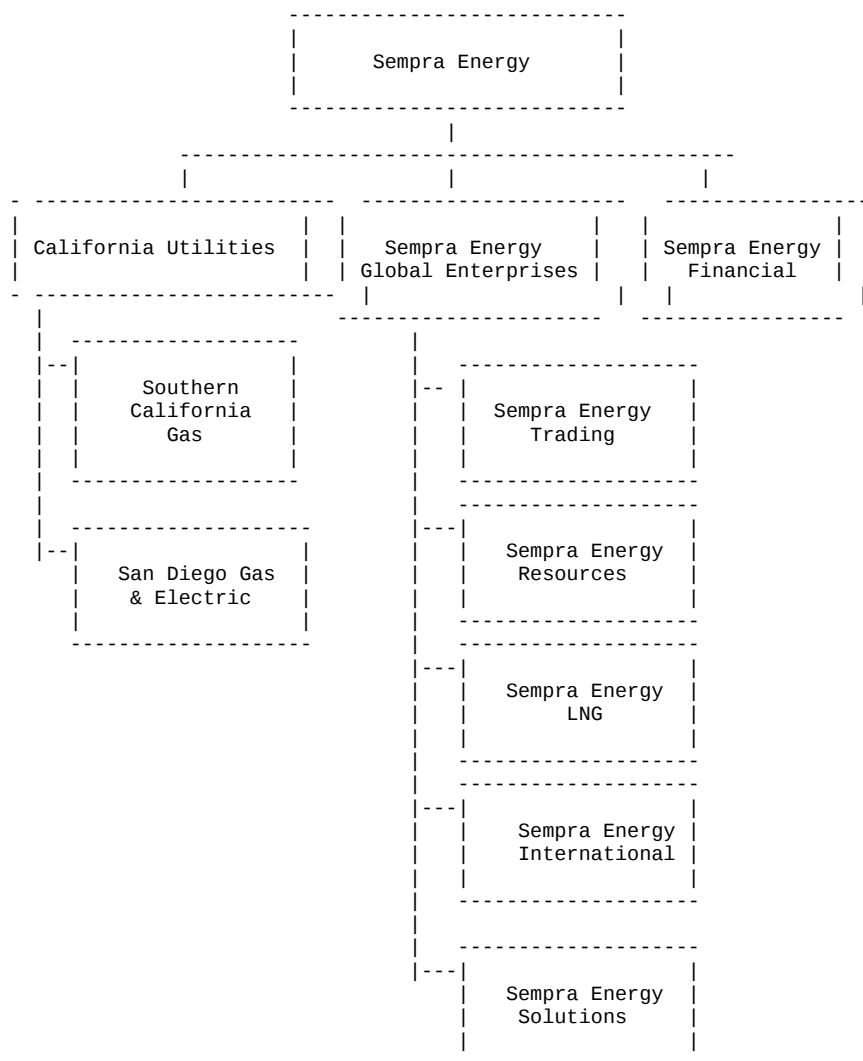 Sempra Energy
California Utilities
Sempra Energy
Global Enterprises
Sempra Energy
Financial
Southern
California
Gas
San Diego Gas
& Electric
Sempra Energy
Trading
Sempra Energy
Resources
Sempra Energy
LNG
Sempra Energy
International
Sempra Energy
Solutions